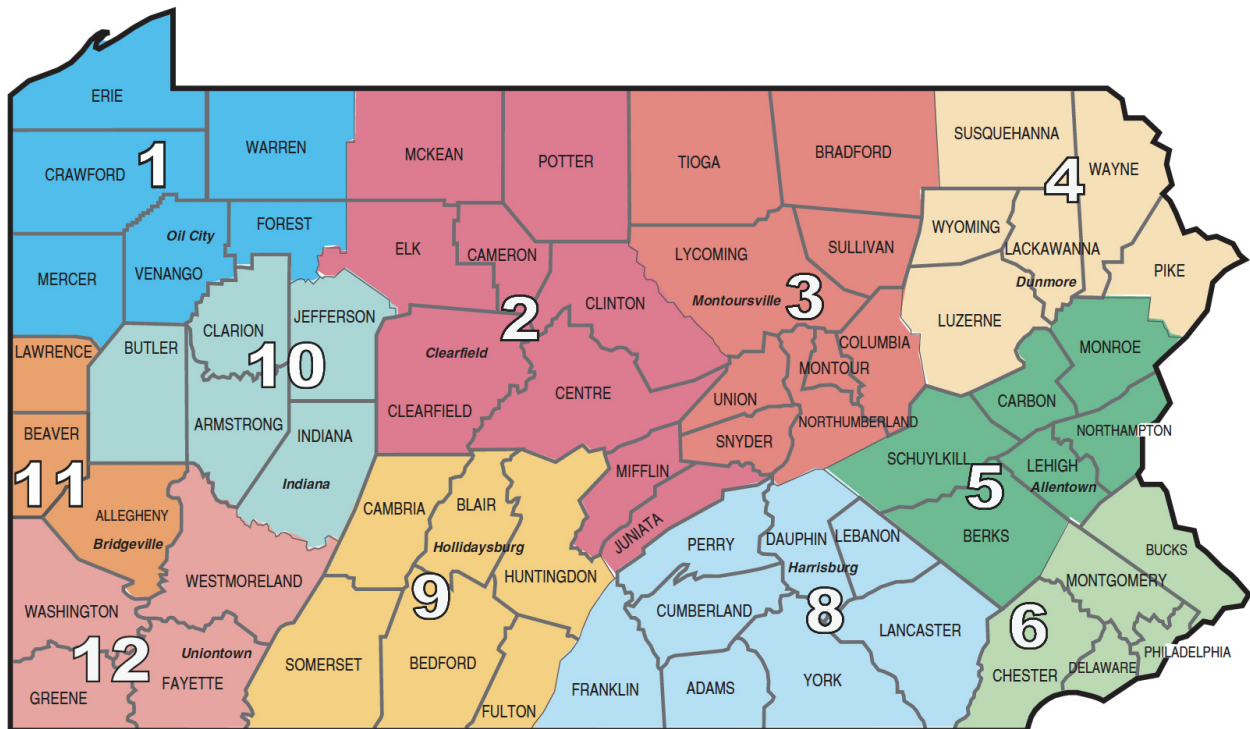 ERIE
CRAWFORD
1
WARREN
FOREST
Oil City
MERCER
VENANGO
MCKEAN
POTTER
ELK
CAMERON
CLINTON
2
Clearfield
CLEARFIELD
CENTRE
MIFFLIN
JUNIATA
TIOGA
BRADFORD
LYCOMING
SULLIVAN
Montoursville
3
COLUMBIA
MONTOUR
UNION
NORTHUMBERLAND
SNYDER
SUSQUEHANNA
WAYNE
4
WYOMING
LACKAWANNA
Dunmore
PIKE
LUZERNE
MONROE
CARBON
NORTHAMPTON
SCHUYLKILL
LEHIGH
Allentown
5
BERKS
BUCKS
MONTGOMERY
6
CHESTER
DELAWARE
PHILADELPHIA
PERRY
DAUPHIN
LEBANON
Harrisburg
CUMBERLAND
8
LANCASTER
FRANKLIN
ADAMS
YORK
CAMBRIA
BLAIR
Hollidaysburg
HUNTINGDON
9
SOMERSET
BEDFORD
FULTON
CLARION
JEFFERSON
BUTLER
10
ARMSTRONG
INDIANA
Indiana
LAWRENCE
BEAVER
11
ALLEGHENY
Bridgeville
WESTMORELAND
WASHINGTON
12
Uniontown
GREENE
FAYETTE